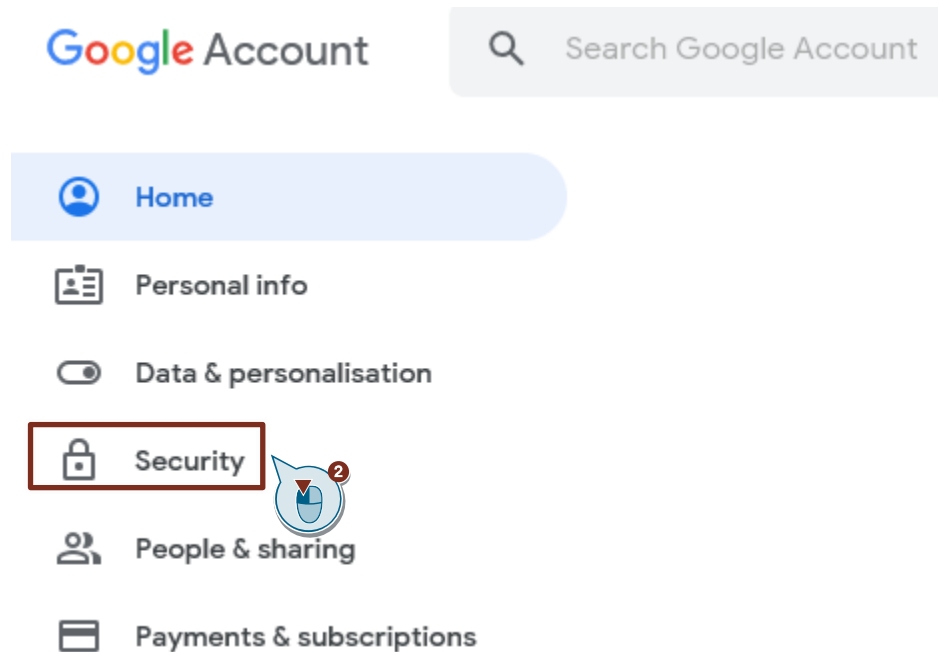 Google Account
Search Google Account
Home
Personal info
Data & personalisation
Security
2
People & sharing
Payments & subscriptions